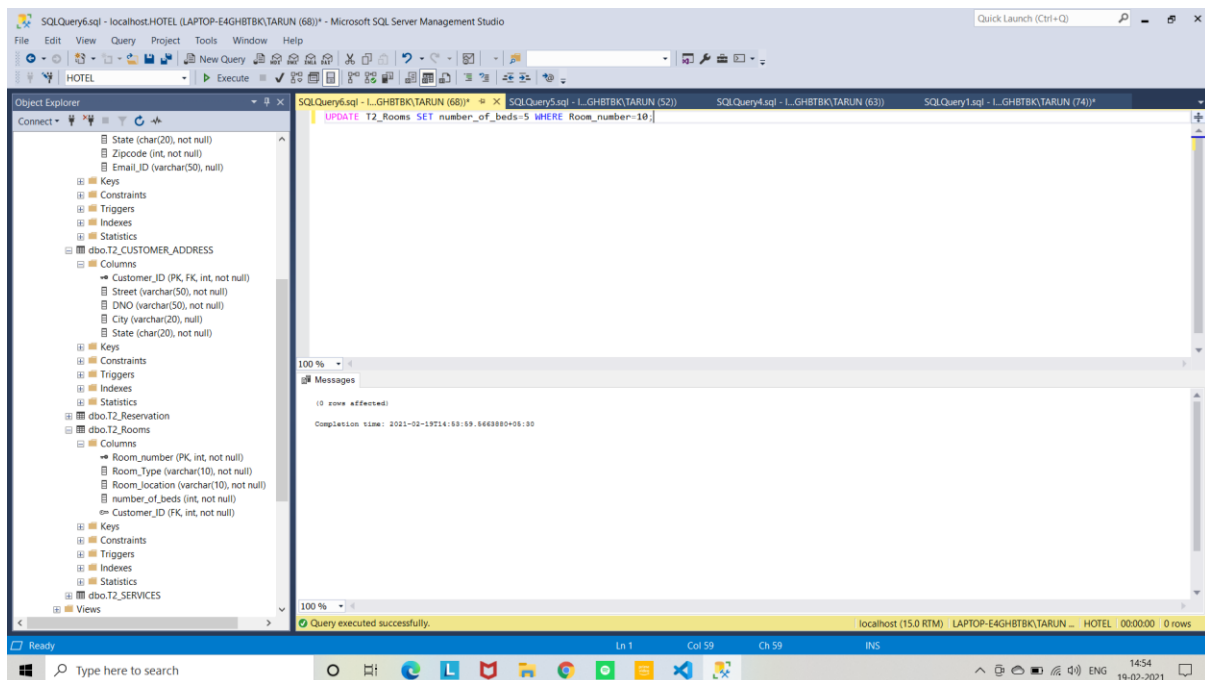 SQLQuery6.sql - localhost.HOTEL (LAPTOP-E4GHBTBK\TARUN (68))* - Microsoft SQL Server Management Studio
Quick Launch (Ctrl+Q)
File Edit View Query Project Tools Window Help
New Query
HOTEL
Execute
Object Explorer
SQLQuery6.sql - l...GHBTBK\TARUN (68))*
SQLQuery5.sql - l...GHBTBK\TARUN (52))
SQLQuery4.sql - l...GHBTBK\TARUN (63))
SQLQuery1.sql - l...GHBTBK\TARUN (74))*
Connect
UPDATE T2_Rooms SET number_of_beds=5 WHERE Room_number=10;
State (char(20), not null)
Zipcode (int, not null)
Email_ID (varchar(50), null)
Keys
Constraints
Triggers
Indexes
Statistics
dbo.T2_CUSTOMER_ADDRESS
Columns
Customer_ID (PK, FK, int, not null)
Street (varchar(50), not null)
DNO (varchar(50), not null)
City (varchar(20), null)
State (char(20), not null)
Keys
Constraints
Triggers
Indexes
Statistics
dbo.T2_Reservation
dbo.T2_Rooms
Columns
Room_number (PK, int, not null)
Room_Type (varchar(10), not null)
Room_location (varchar(10), not null)
number_of_beds (int, not null)
Customer_ID (FK, int, not null)
Keys
Constraints
Triggers
Indexes
Statistics
dbo.T2_SERVICES
Views
100 %
Messages
(0 rows affected)
Completion time: 2021-02-19T14:53:59.5663880+05:30
100 %
Query executed successfully.
localhost (15.0 RTM) LAPTOP-E4GHBTBK\TARUN ... HOTEL 00:00:00 0 rows
Ready
Ln 1 Col 59 Ch 59 INS
Type here to search
ENG
14:54
19-02-2021